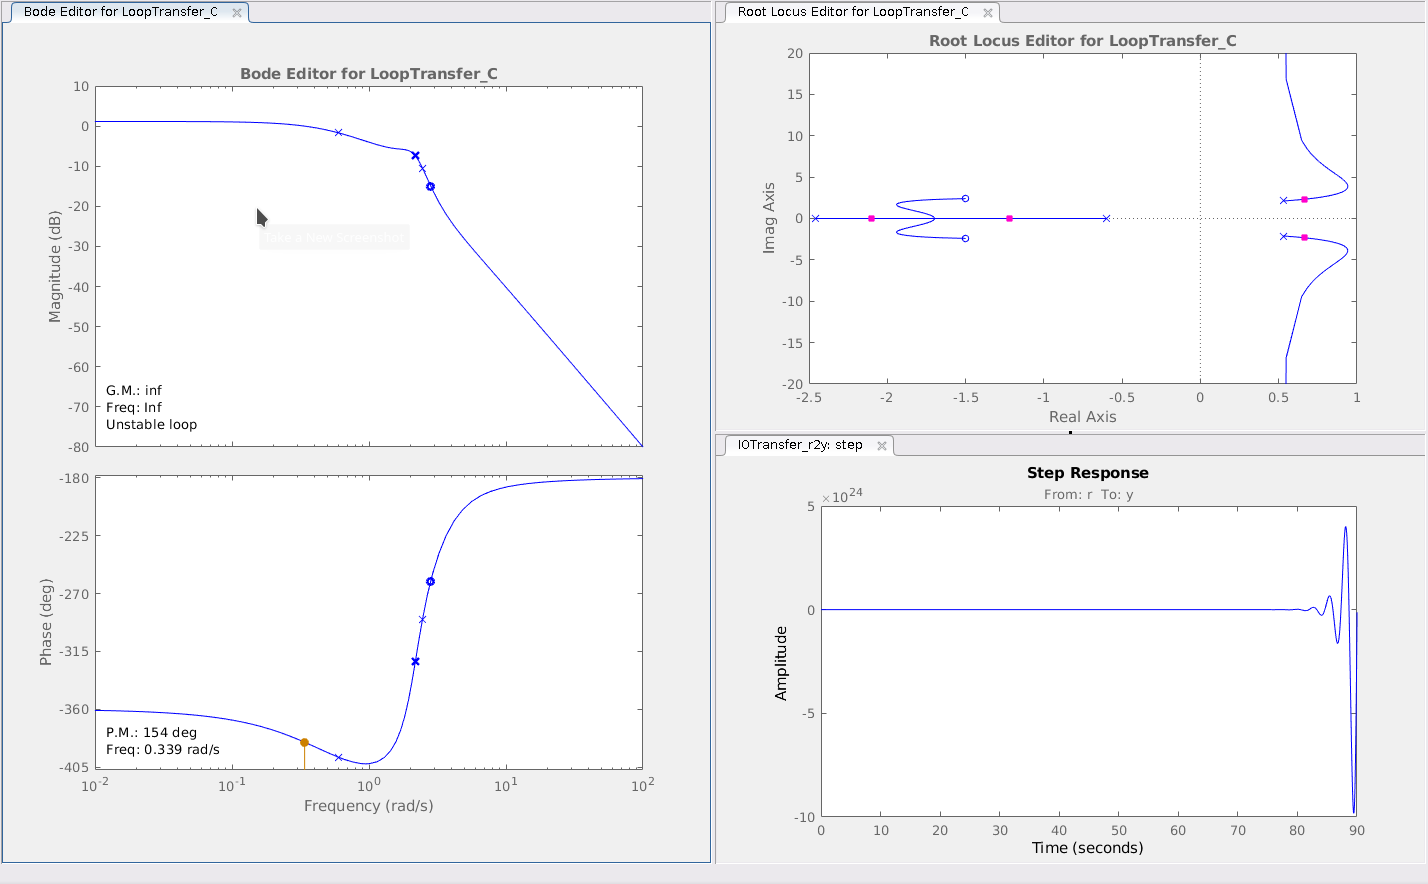 Bode Editor for LoopTransfer_C
Bode Editor for LoopTransfer_C
10
0
-10
-20
-30
-40
-50
-60
-70
-80
Magnitude (dB)
Take a New Screenshot
G.M.: inf
Freq: Inf
Unstable loop
-180
-225
-270
-315
-360
-405
Phase (deg)
P.M.: 154 deg
Freq: 0.339 rad/s
10-2
10-1
100
101
102
Frequency (rad/s)
Root Locus Editor for LoopTransfer_C
Root Locus Editor for LoopTransfer_C
20
15
10
5
0
-5
-10
-15
-20
Imag Axis
-2.5
-2
-1.5
-1
-0.5
0
0.5
1
Real Axis
IOTransfer_r2y: step
Step Response
From: r To: y
×1024
5
0
-5
-10
Amplitude
0
10
20
30
40
50
60
70
80
90
Time (seconds)